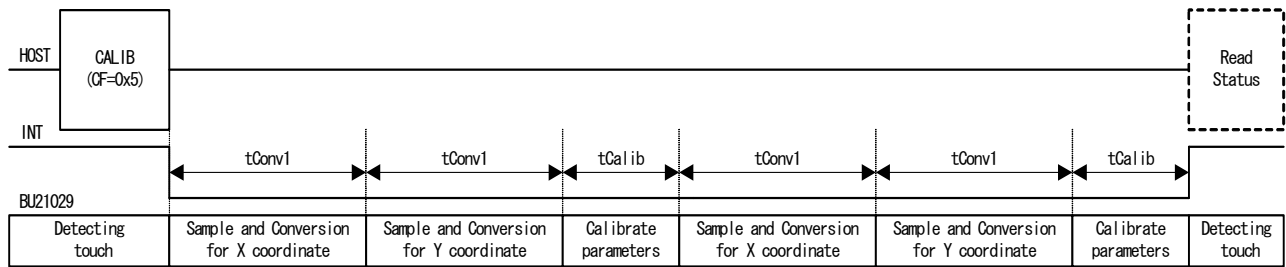 HOST
CALIB
(CF=0x5)
Read
Status
INT
tConv1
tConv1
tCalib
tConv1
tConv1
tCalib
BU21029
Detecting
touch
Sample and Conversion
for X coordinate
Sample and Conversion
for Y coordinate
Calibrate
parameters
Sample and Conversion
for X coordinate
Sample and Conversion
for Y coordinate
Calibrate
parameters
Detecting
touch